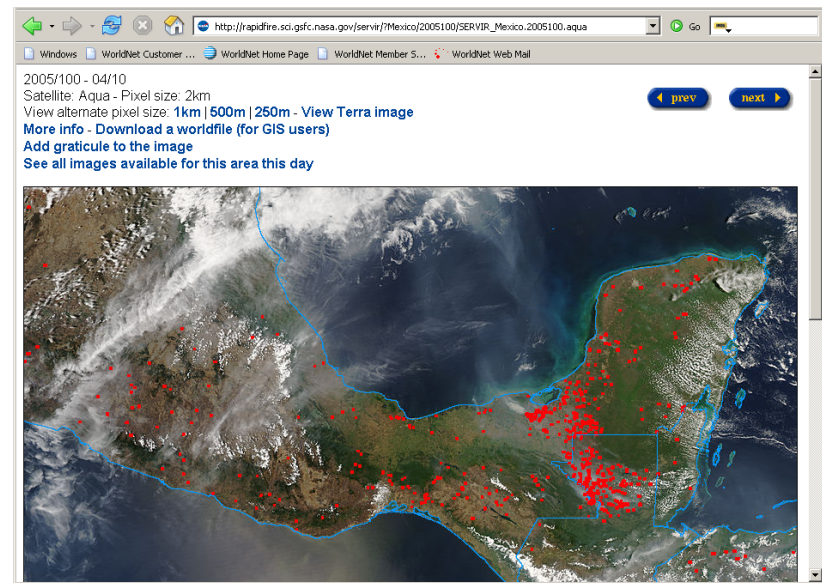 http://rapidfire.sci.gsfc.nasa.gov/servir/?Mexico/2005100/SERVIR_Mexico.2005100.aqua Go
Windows WorldNet Customer ... WorldNet Home Page WorldNet Member S... WorldNet Web Mail
2005/100 - 04/10
Satellite: Aqua - Pixel size: 2km
View alternate pixel size: 1km | 500m | 250m - View Terra image
More info - Download a worldfile (for GIS users)
Add graticule to the image
See all images available for this area this day
prev next